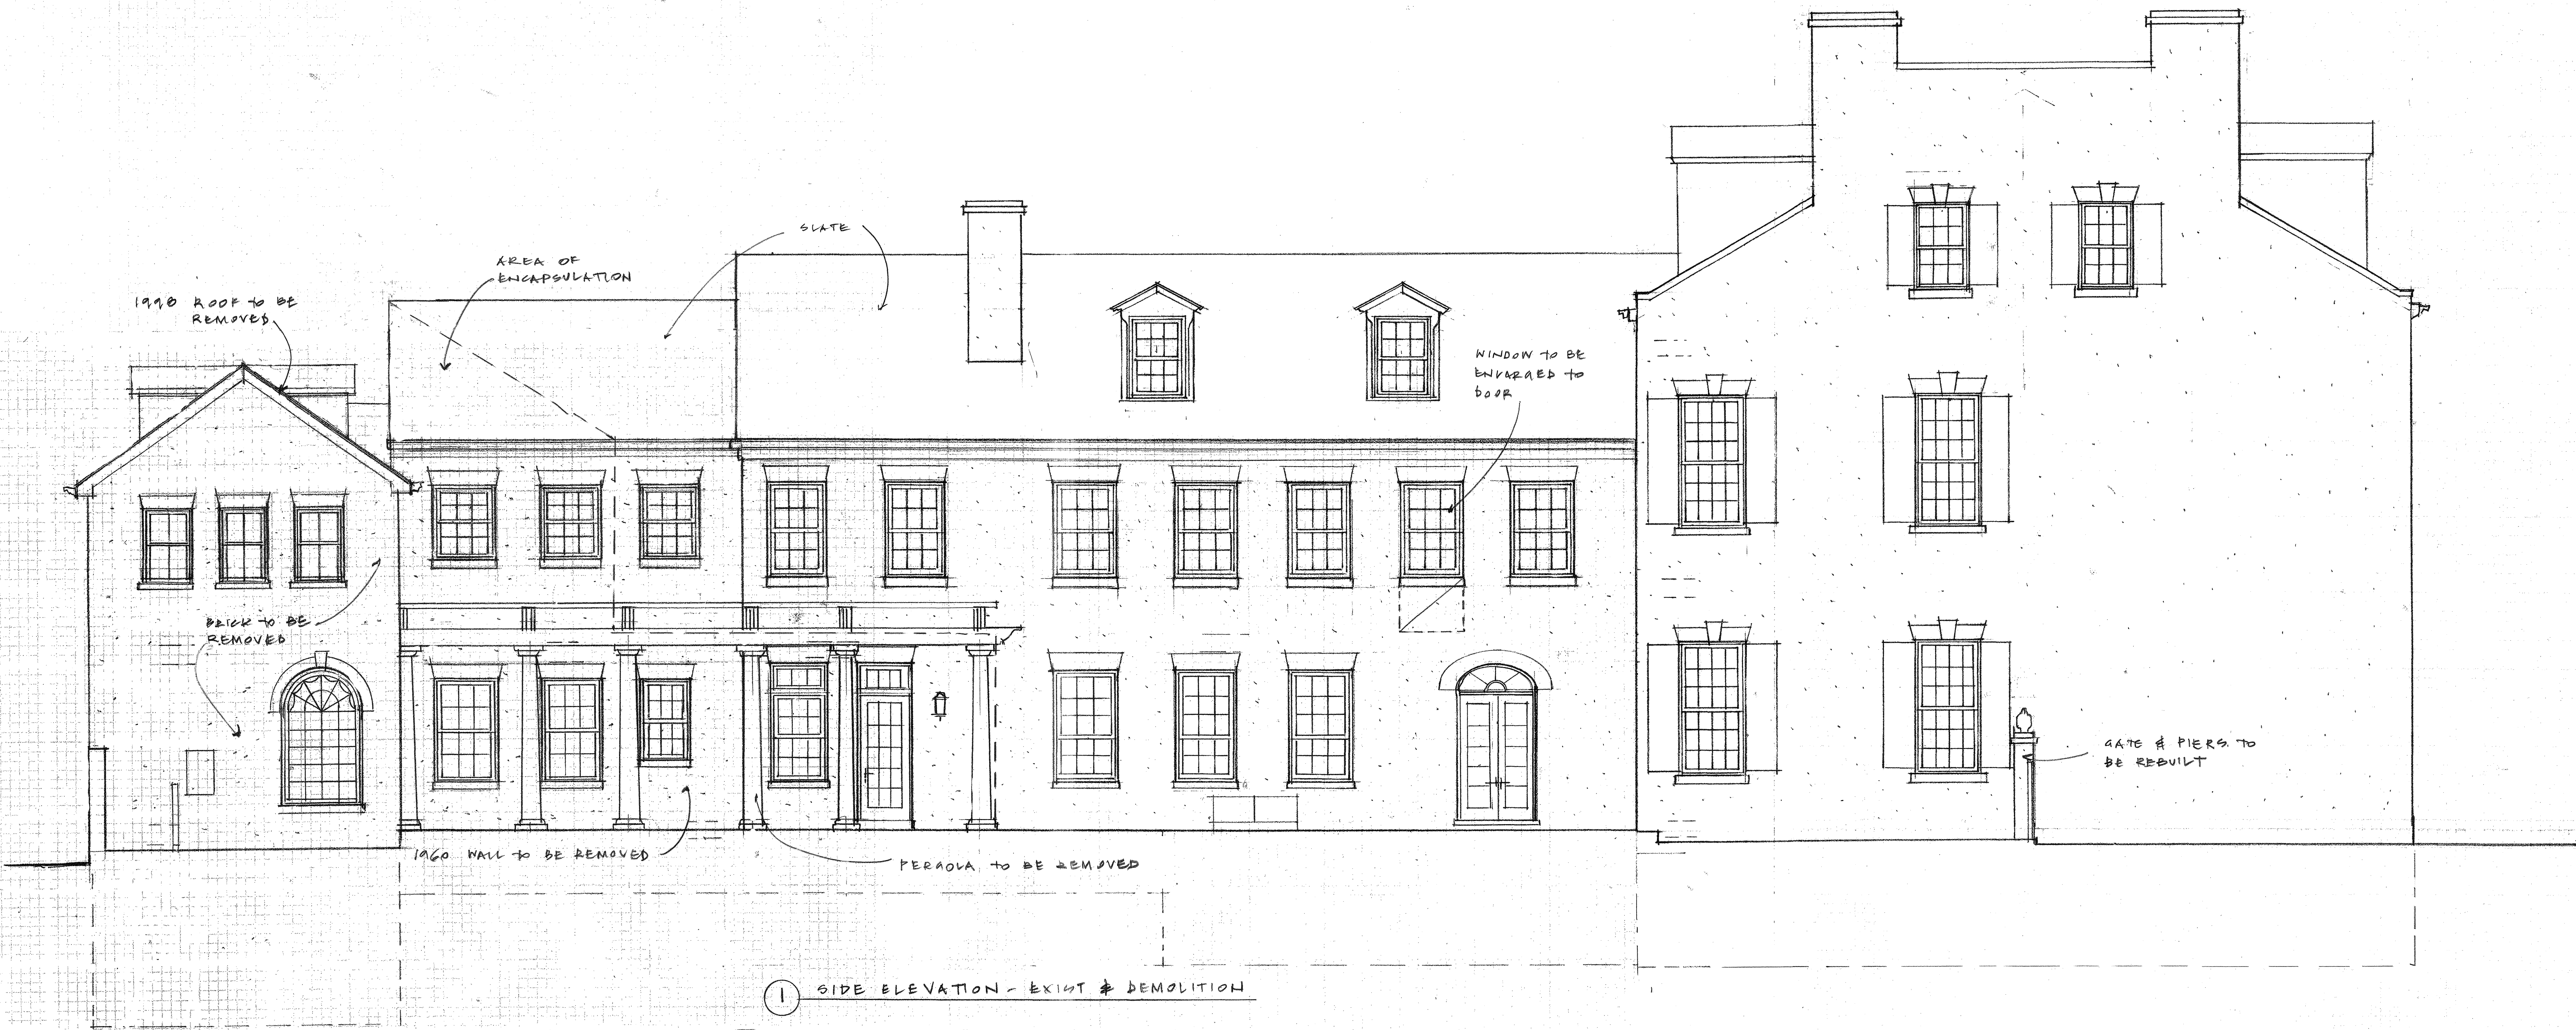 SLATE
AREA OF
ENCAPSULATION
1998 ROOF TO BE
REMOVED
WINDOW TO BE
ENLARGED TO
DOOR
BRICK TO BE
REMOVED
GATE & PIERS TO
BE REBUILT
1960 WALL TO BE REMOVED
PERGOLA TO BE REMOVED
1 SIDE ELEVATION - EXIST & DEMOLITION